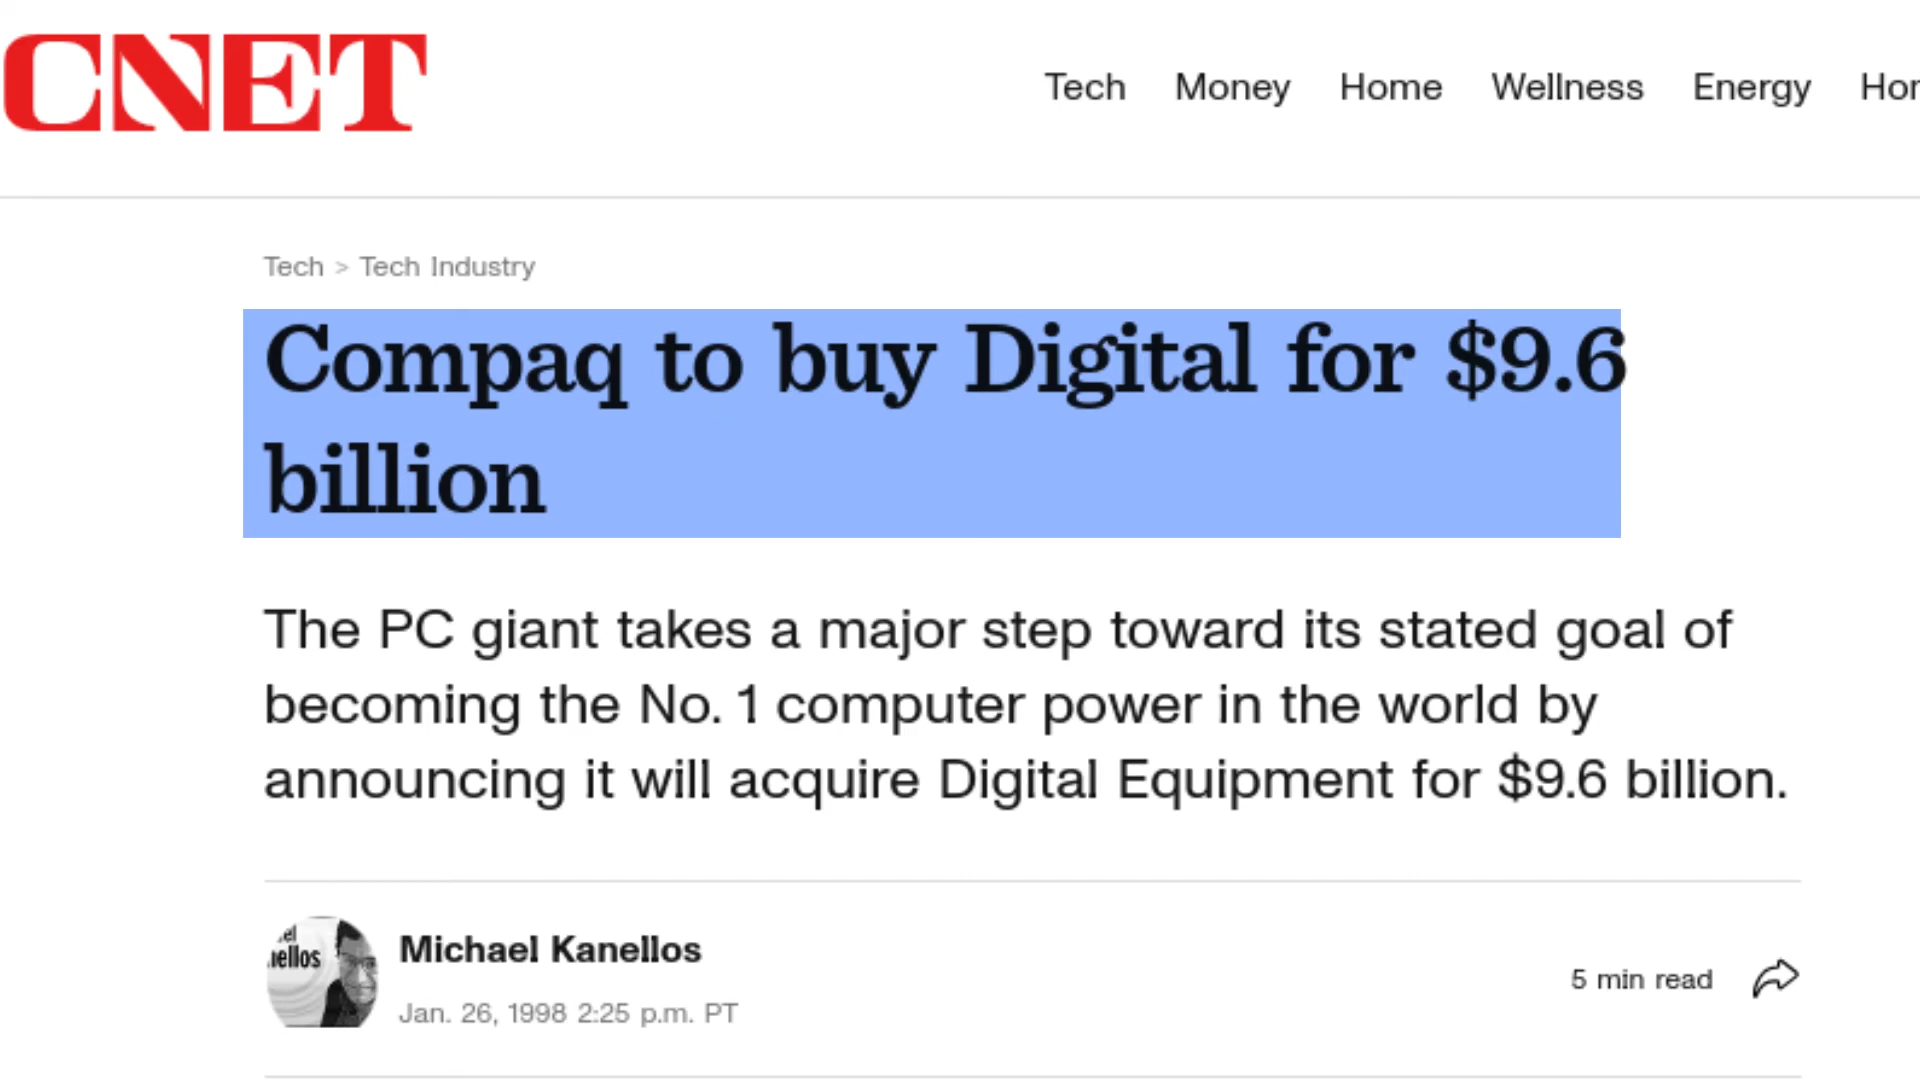 CNET
Tech Money Home Wellness Energy
Tech > Tech Industry
Compaq to buy Digital for $9.6
billion
The PC giant takes a major step toward its stated goal of
becoming the No. 1 computer power in the world by
announcing it will acquire Digital Equipment for $9.6 billion.
el
nellos
Michael Kanellos
Jan. 26, 1998 2:25 p.m. PT
5 min read